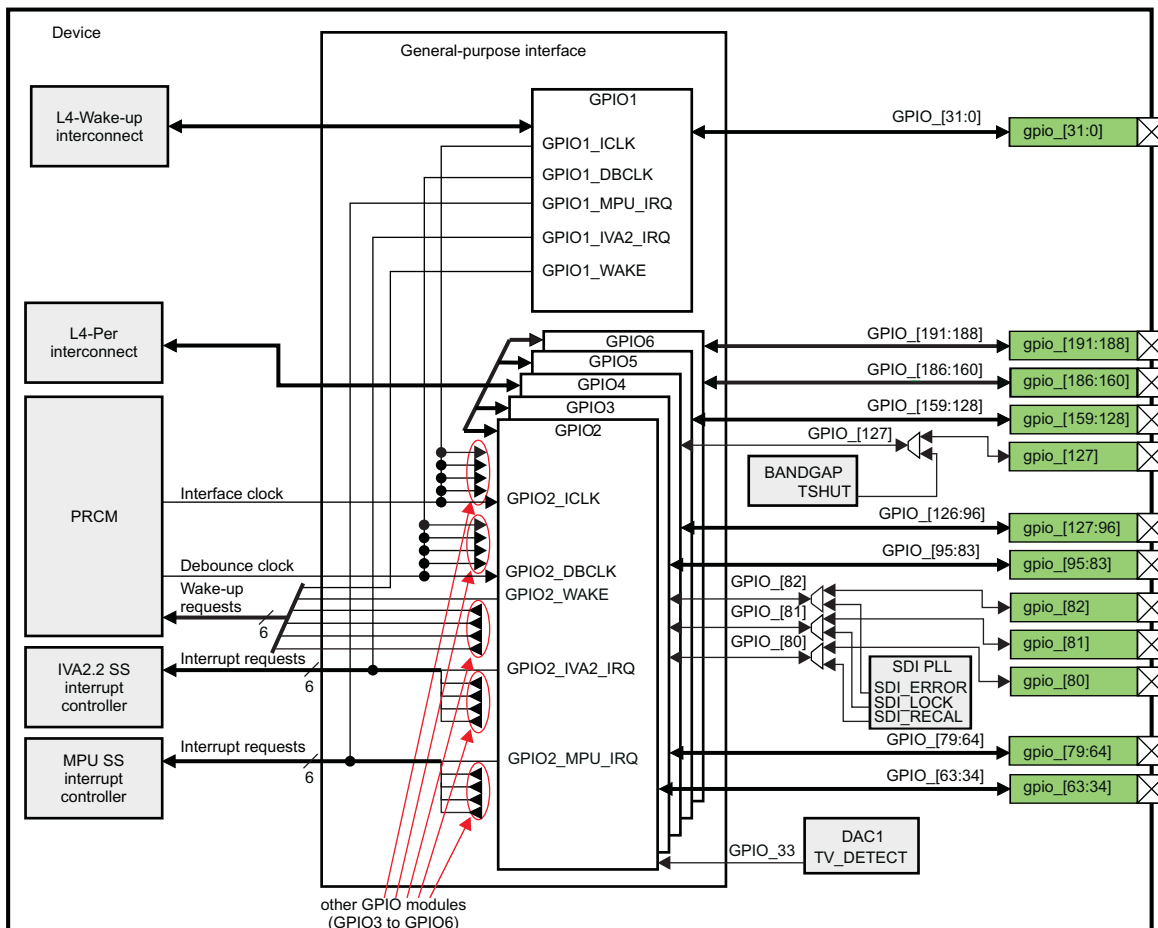 Device
General-purpose interface
L4-Wake-up
interconnect
GPIO1
GPIO1_ICLK
GPIO1_DBCLK
GPIO1_MPU_IRQ
GPIO1_IVA2_IRQ
GPIO1_WAKE
GPIO_[31:0]
gpio_[31:0]
L4-Per
interconnect
GPIO6
GPIO5
GPIO4
GPIO3
GPIO2
GPIO_[191:188]
gpio_[191:188]
GPIO_[186:160]
gpio_[186:160]
GPIO_[159:128]
gpio_[159:128]
GPIO_[127]
gpio_[127]
BANDGAP
TSHUT
PRCM
Interface clock
GPIO2_ICLK
GPIO_[126:96]
gpio_[127:96]
GPIO_[95:83]
gpio_[95:83]
Debounce clock
GPIO2_DBCLK
Wake-up
requests
6
GPIO2_WAKE
GPIO_[82]
gpio_[82]
GPIO_[81]
gpio_[81]
GPIO_[80]
gpio_[80]
IVA2.2 SS
interrupt
controller
Interrupt requests
6
GPIO2_IVA2_IRQ
SDI PLL
SDI_ERROR
SDI_LOCK
SDI_RECAL
MPU SS
interrupt
controller
Interrupt requests
6
GPIO2_MPU_IRQ
GPIO_[79:64]
gpio_[79:64]
GPIO_[63:34]
gpio_[63:34]
GPIO_33
DAC1
TV_DETECT
other GPIO modules
(GPIO3 to GPIO6)